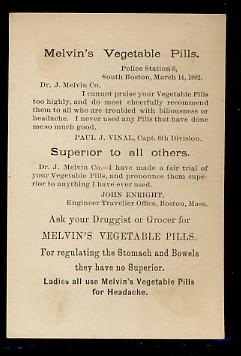 Melvin's Vegetable Pills.
Police Station 6,
South Boston, March 14, 1882.
Dr. J. Melvin Co.
I cannot praise your Vegetable Pills
too highly, and do most cheerfully recommend
them to all who are troubled with biliousness or
headache. I never used any Pills that have done
me so much good.
PAUL J. VINAL, Capt. 6th Division.
Superior to all others.
Dr. J. Melvin Co.—I have made a fair trial of
your Vegetable Pills, and pronounce them supe-
rior to anything I have ever used.
JOHN ENRIGHT,
Engineer Traveller Office, Boston, Mass.
Ask your Druggist or Grocer for
MELVIN'S VEGETABLE PILLS.
For regulating the Stomach and Bowels
they have no Superior.
Ladies all use Melvin's Vegetable Pills
for Headache.